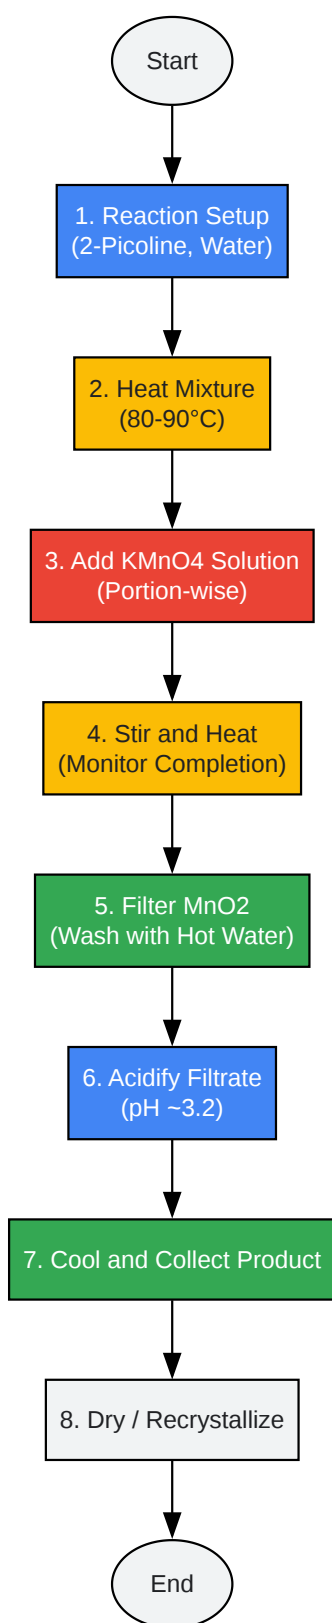 Start
1. Reaction Setup
(2-Picoline, Water)
2. Heat Mixture
(80-90°C)
3. Add KMnO4 Solution
(Portion-wise)
4. Stir and Heat
(Monitor Completion)
5. Filter MnO2
(Wash with Hot Water)
6. Acidify Filtrate
(pH ~3.2)
7. Cool and Collect Product
8. Dry / Recrystallize
End